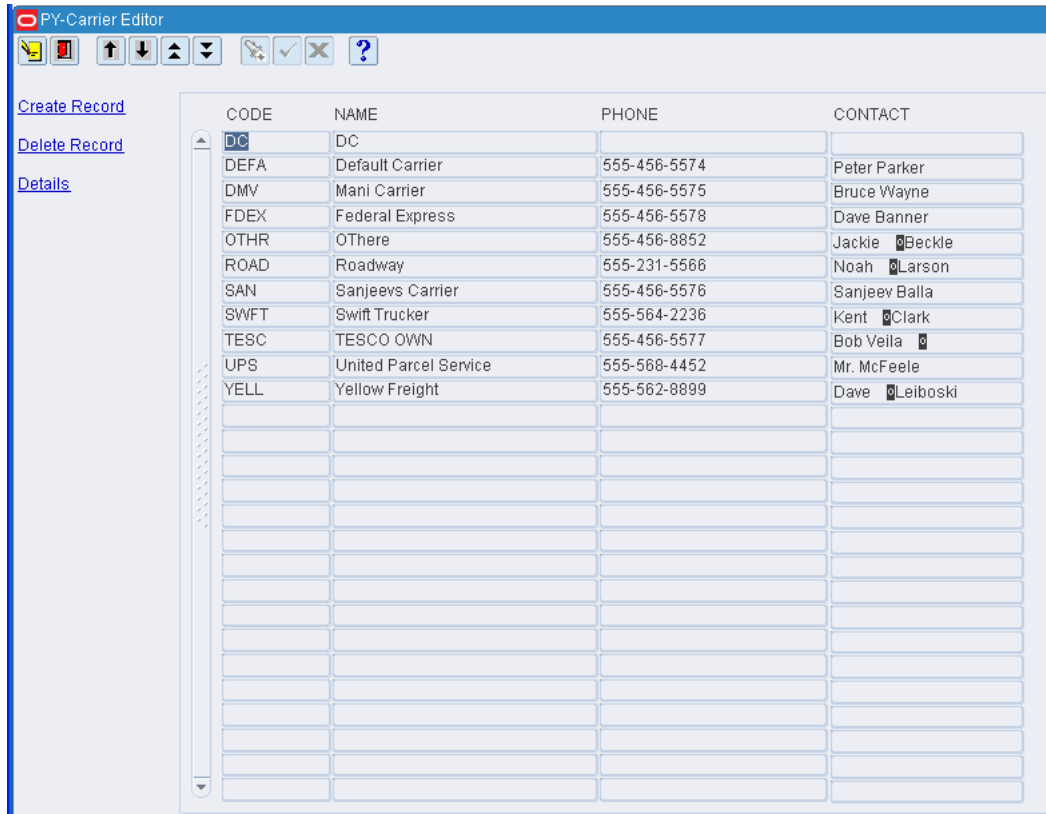 PY-Carrier Editor
?
Create Record
Delete Record
Details
CODE NAME PHONE CONTACT
DC DC
DEFA Default Carrier 555-456-5574 Peter Parker
DMV Mani Carrier 555-456-5575 Bruce Wayne
FDEX Federal Express 555-456-5578 Dave Banner
OTHR OThere 555-456-8852 Jackie Beckle
ROAD Roadway 555-231-5566 Noah Larson
SAN Sanjeevs Carrier 555-456-5576 Sanjeev Balla
SWFT Swift Trucker 555-564-2236 Kent Clark
TESC TESCO OWN 555-456-5577 Bob Veila
UPS United Parcel Service 555-568-4452 Mr. McFeele
YELL Yellow Freight 555-562-8899 Dave Leiboski